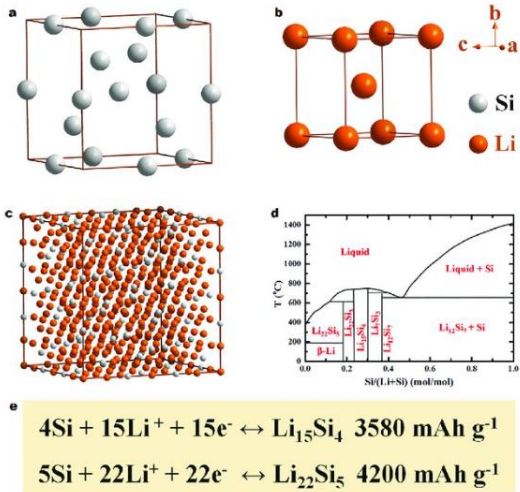 a
b
b
c
a
Si
Li
c
d
1400
1200
1000
800
600
400
200
0
T (°C)
Liquid
Liquid + Si
Li₂₂Si₅
β-Li
Li₁₂Si₇
Li₁₂Si₇ + Si
0.0 0.2 0.4 0.6 0.8 1.0
Si/(Li+Si) (mol/mol)
e
4Si + 15Li⁺ + 15e⁻ ↔ Li₁₅Si₄ 3580 mAh g⁻¹
5Si + 22Li⁺ + 22e⁻ ↔ Li₂₂Si₅ 4200 mAh g⁻¹